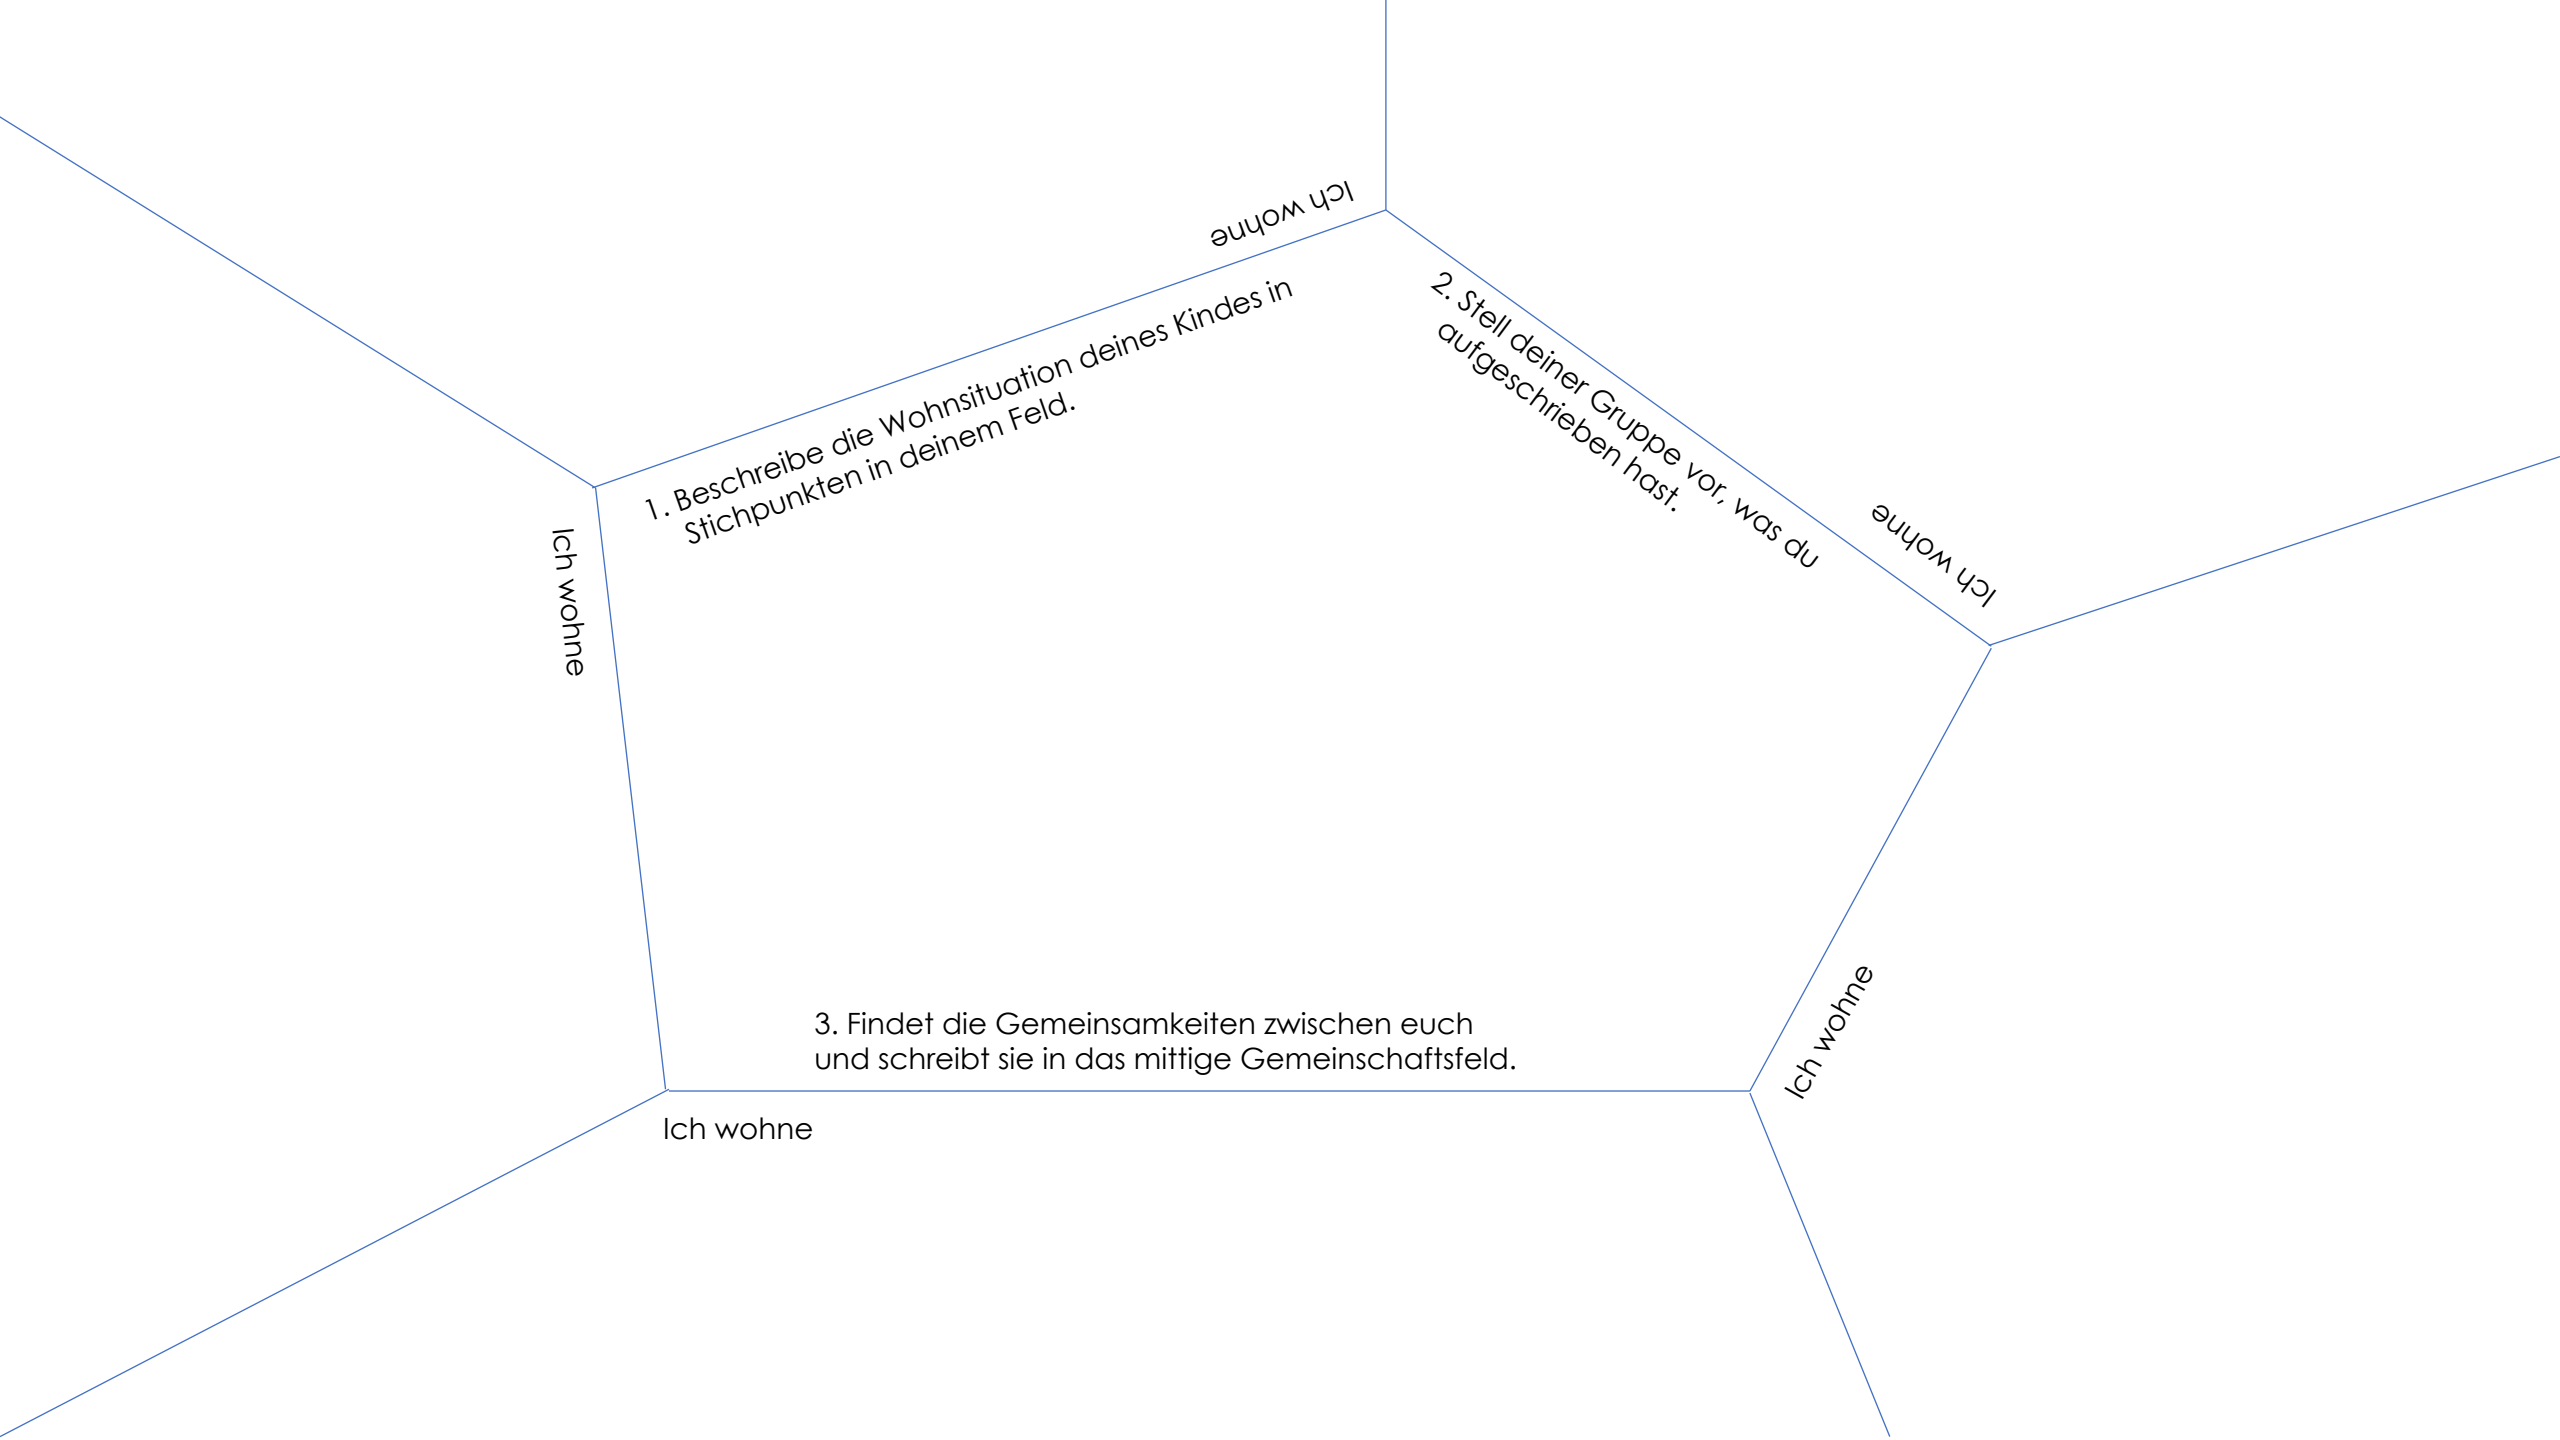 Ich wohne
1. Beschreibe die Wohnsituation deines Kindes in
Stichpunkten in deinem Feld.
2. Stell deiner Gruppe vor, was du
aufgeschrieben hast.
Ich wohne
Ich wohne
3. Findet die Gemeinsamkeiten zwischen euch
und schreibt sie in das mittige Gemeinschaftsfeld.
Ich wohne
Ich wohne